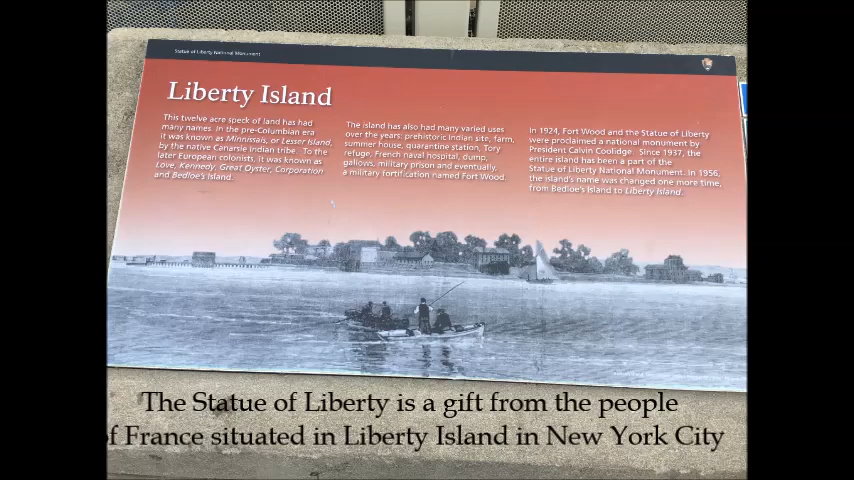 Statue of Liberty National Monument
Liberty Island
This twelve acre speck of land has had
many names. In the pre-Columbian era
it was known as Minnissais, or Lesser Island,
by the native Canarsie Indian tribe. To the
later European colonists, it was known as
Love, Kennedy, Great Oyster, Corporation
and Bedloe's Island.
The island has also had many varied uses
over the years: prehistoric Indian site, farm,
summer house, quarantine station, Tory
refuge, French naval hospital, dump,
gallows, military prison and eventually,
a military fortification named Fort Wood.
In 1924, Fort Wood and the Statue of Liberty
were proclaimed a national monument by
President Calvin Coolidge. Since 1937, the
entire island has been a part of the
Statue of Liberty National Monument. In 1956,
the island's name was changed one more time,
from Bedloe's Island to Liberty Island.
The Statue of Liberty is a gift from the people
of France situated in Liberty Island in New York City